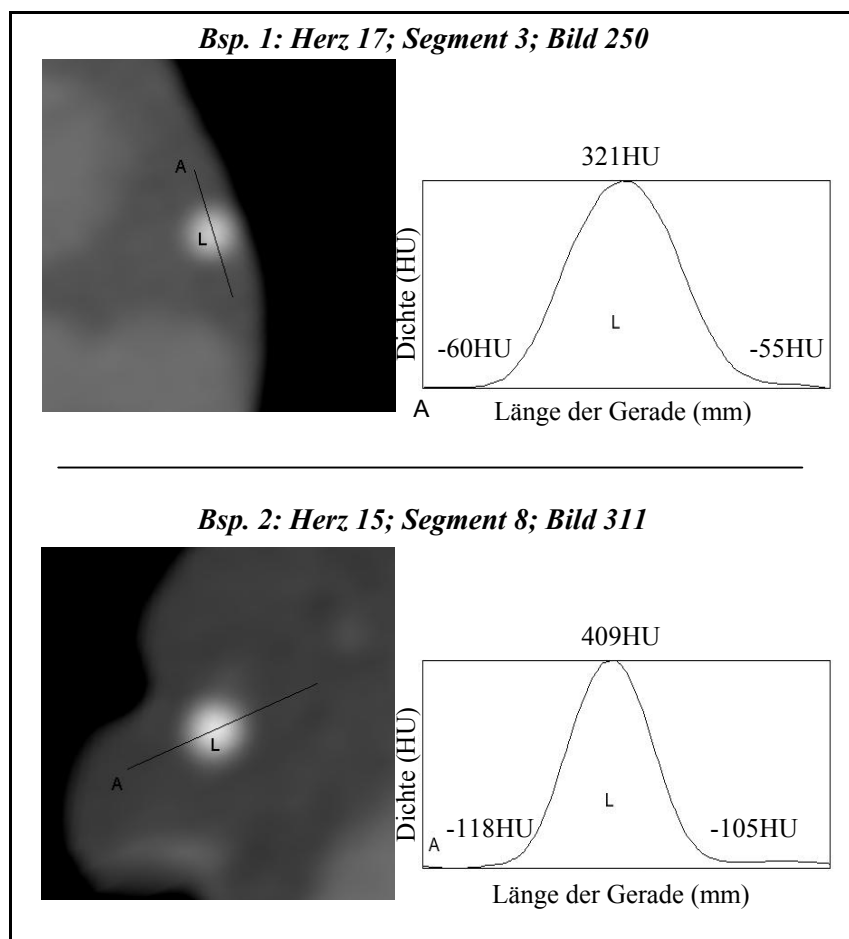 Bsp. 1: Herz 17; Segment 3; Bild 250
A
L
321HU
Dichte (HU)
L
-60HU
-55HU
A
Länge der Gerade (mm)
Bsp. 2: Herz 15; Segment 8; Bild 311
L
A
409HU
Dichte (HU)
L
A
-118HU
-105HU
Länge der Gerade (mm)